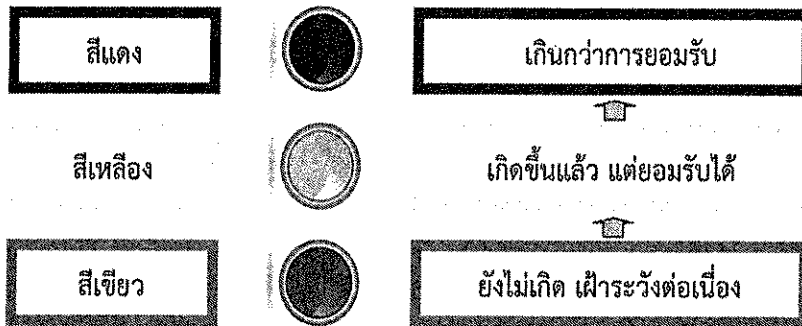 สีแดง
เกินกว่าการยอมรับ
สีเหลือง
เกิดขึ้นแล้ว แต่ยอมรับได้
สีเขียว
ยังไม่เกิด เฝ้าระวังต่อเนื่อง